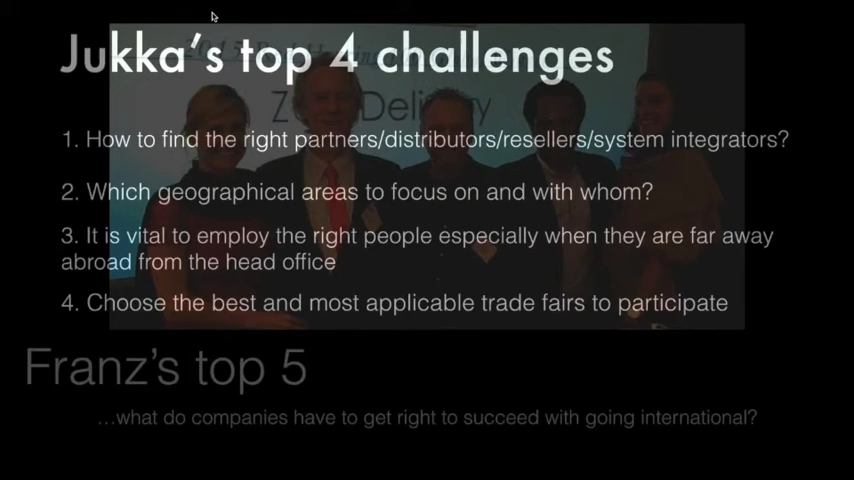 Jukka's top 4 challenges
1. How to find the right partners/distributors/resellers/system integrators?
2. Which geographical areas to focus on and with whom?
3. It is vital to employ the right people especially when they are far away
abroad from the head office
4. Choose the best and most applicable trade fairs to participate
Franz's top 5
...what do companies have to get right to succeed with going international?